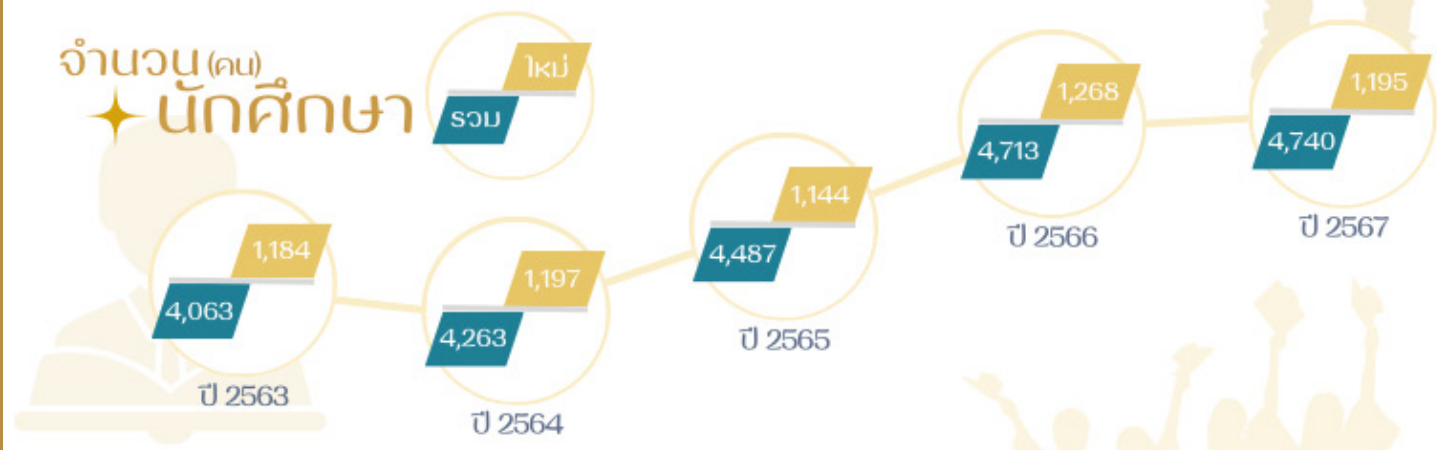 จำนวน (คน)
นักศึกษา
ใหม่
รวม
1,184
4,063
ปี 2563
1,197
4,263
ปี 2564
1,144
4,487
ปี 2565
1,268
4,713
ปี 2566
1,195
4,740
ปี 2567